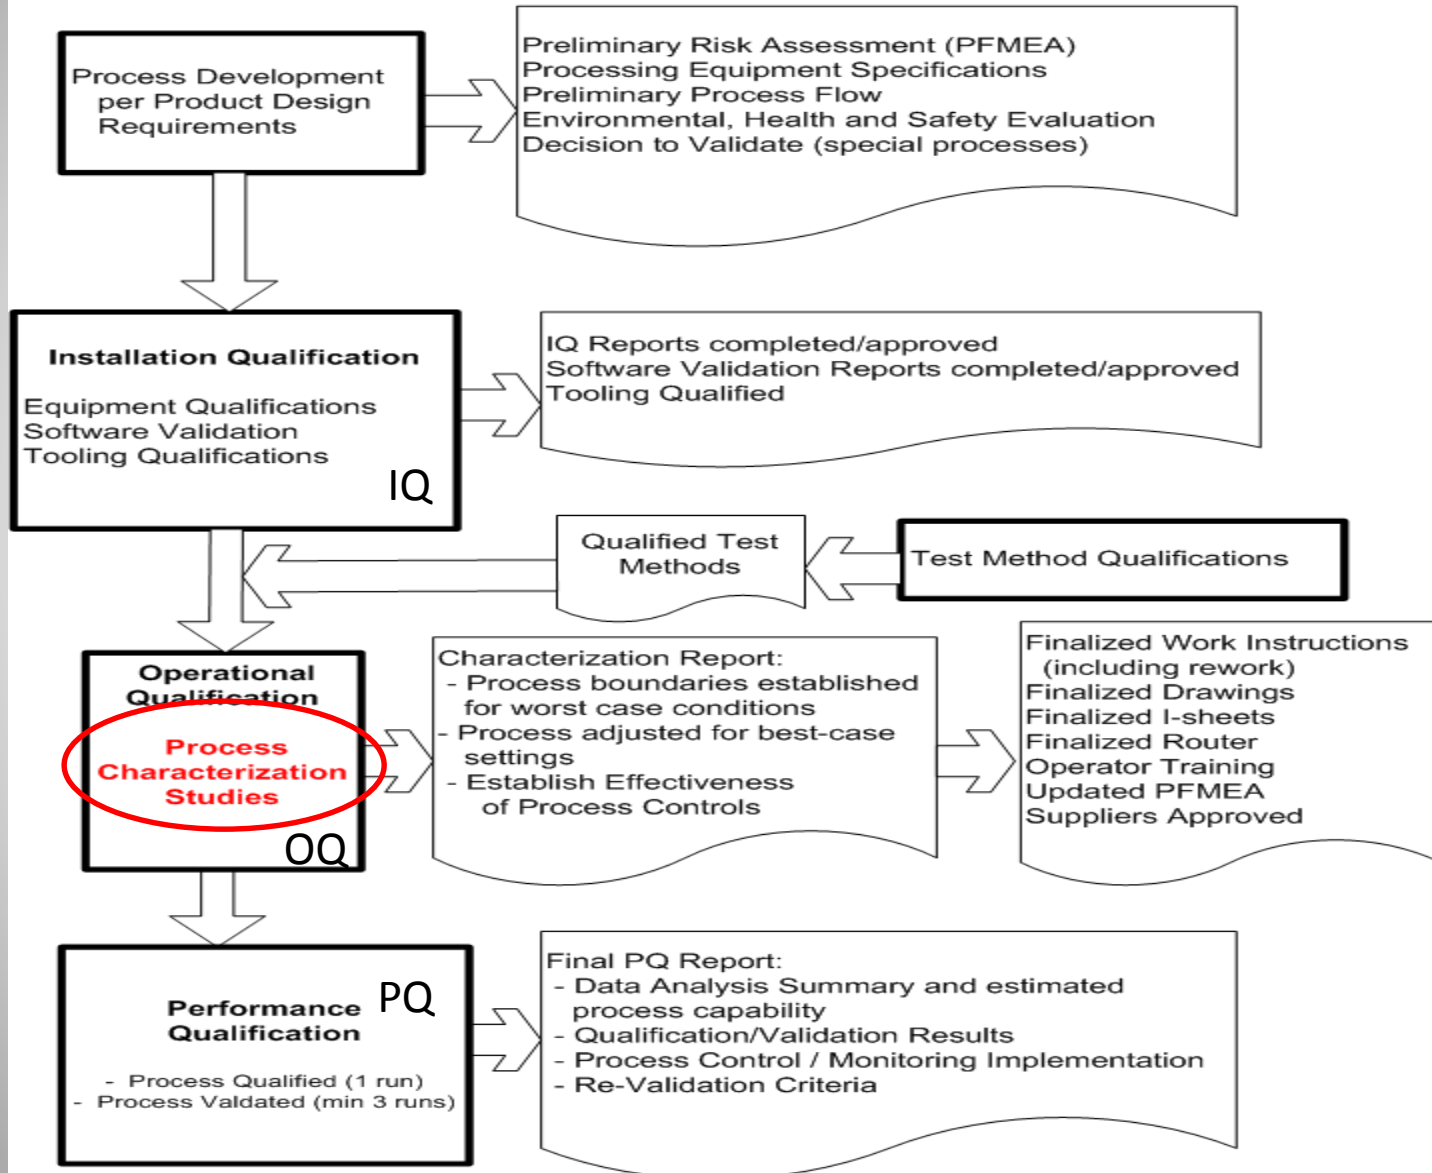 Process Development
per Product Design
Requirements
Preliminary Risk Assessment (PFMEA)
Processing Equipment Specifications
Preliminary Process Flow
Environmental, Health and Safety Evaluation
Decision to Validate (special processes)
Installation Qualification
Equipment Qualifications
Software Validation
Tooling Qualifications
IQ
IQ Reports completed/approved
Software Validation Reports completed/approved
Tooling Qualified
Qualified Test
Methods
Test Method Qualifications
Operational
Qualification
Process
Characterization
Studies
OQ
Characterization Report:
- Process boundaries established
for worst case conditions
- Process adjusted for best-case
settings
- Establish Effectiveness
of Process Controls
Finalized Work Instructions
(including rework)
Finalized Drawings
Finalized I-sheets
Finalized Router
Operator Training
Updated PFMEA
Suppliers Approved
Performance
Qualification
PQ
- Process Qualified (1 run)
- Process Valdated (min 3 runs)
Final PQ Report:
- Data Analysis Summary and estimated
process capability
- Qualification/Validation Results
- Process Control / Monitoring Implementation
- Re-Validation Criteria